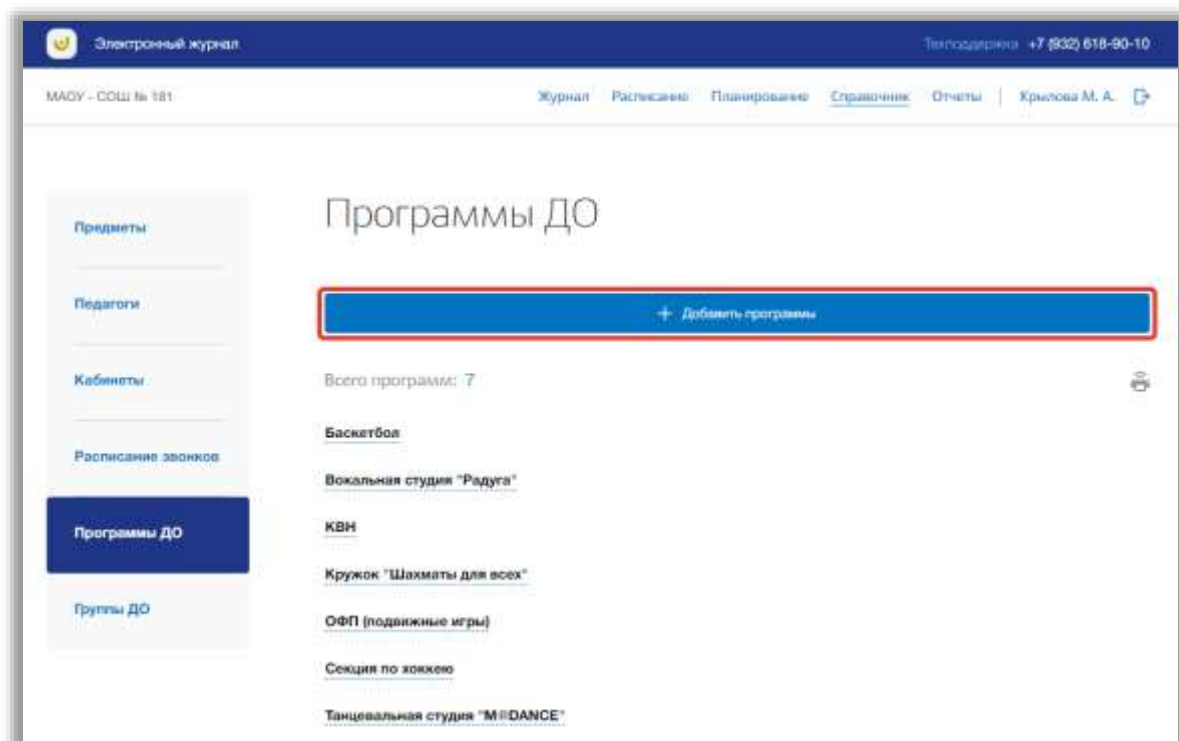 Электронный журнал
Техподдержка +7 (932) 618-90-10
МАОУ - СОШ № 181
Журнал Расписание Планирование Справочник Отчеты Крылова М. А.
Программы ДО
Предметы
+ Добавить программы
Педагоги
Всего программ: 7
Кабинеты
Баскетбол
Расписание звонков
Вокальная студия "Радуга"
Программы ДО
КВН
Кружок "Шахматы для всех"
Группы ДО
ОФП (подвижные игры)
Секция по хоккею
Танцевальная студия